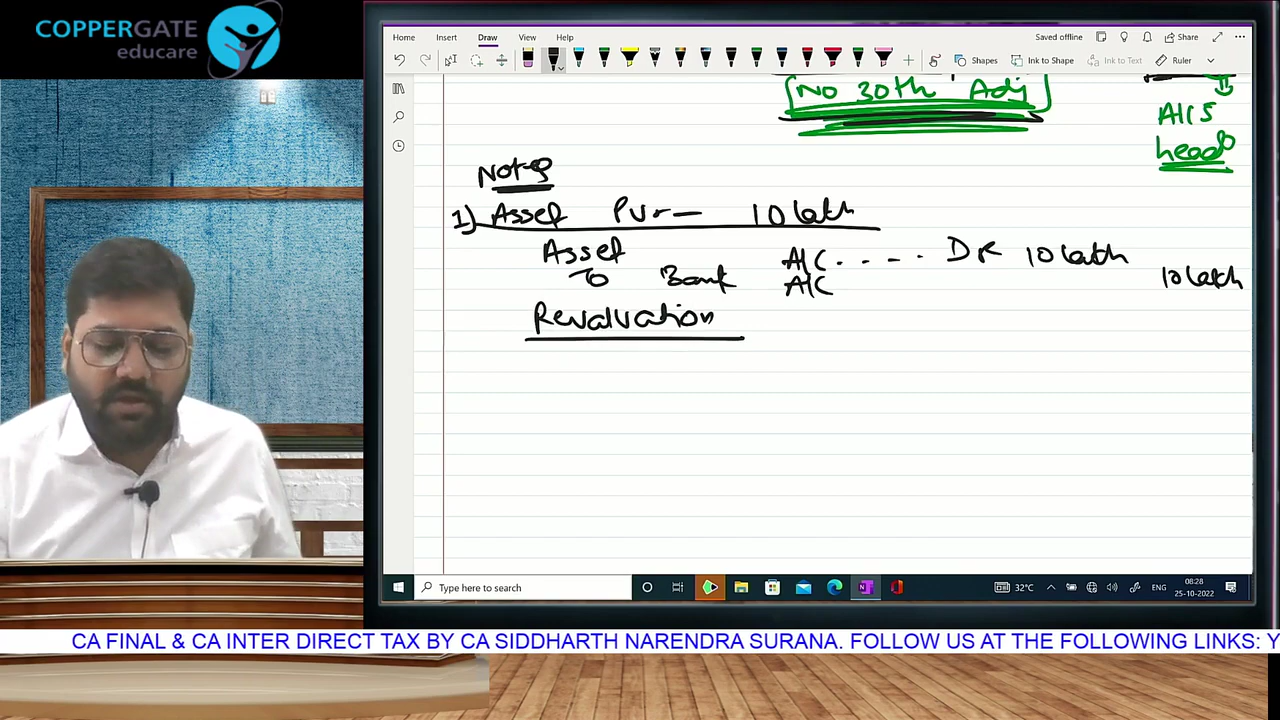 COPPERGATE
educare
Home Insert Draw View Help
Saved offline
Share
Shapes
Ink to Shape
Ink to Text
Ruler
[No 30th Adj]
A/C 5
head
Notes
1) Asset Pur— 10 lakh
Asset A/C..... DR 10 lakh
To Bank A/C 10 lakh
Revaluation
Type here to search
32°C
ENG
08:28
25-10-2022
CA FINAL & CA INTER DIRECT TAX BY CA SIDDHARTH NARENDRA SURANA. FOLLOW US AT THE FOLLOWING LINKS: Y